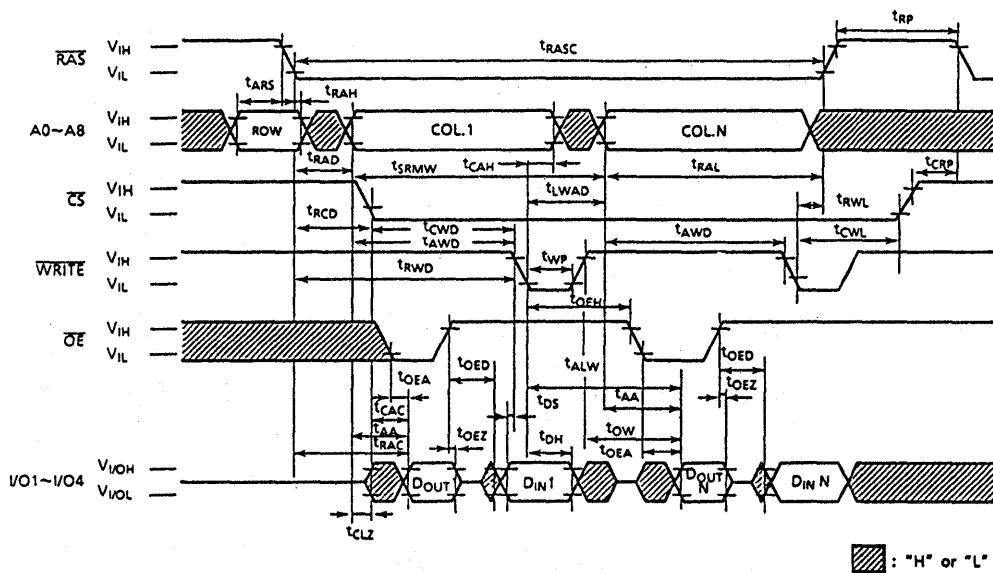 tRP
RAS VIH
VIL
tRASC
tARS
tRAH
A0~A8 VIH
VIL
ROW COL.1 COL.N
tRAD
tSRMW
tCAH
tRAL
tCRP
CS VIH
VIL
tLWAD
tRWL
tRCD
tCWD
tCWL
tAWD
tAWD
WRITE VIH
VIL
tRWD
tWP
tOEH
OE VIH
VIL
tOED
tALW
tOED
tOEA
tOEZ
tCAC
tDS
tAA
tAA
tOW
tRAC
tOEZ
tDH
tOEA
I/O1~I/O4 VI/OH
VI/OL
DOUT DIN 1 DOUT N DIN N
tCLZ
: "H" or "L"